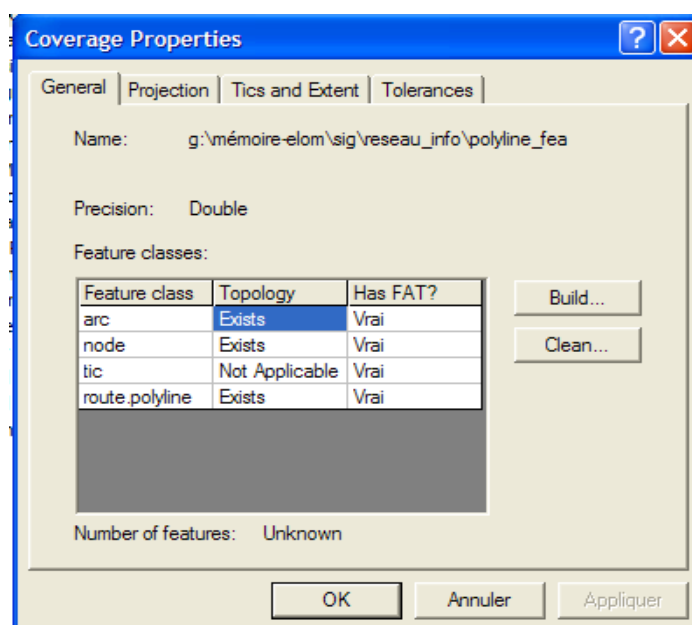 Coverage Properties
General Projection Tics and Extent Tolerances
Name: g:\mémoire-elom\sig\reseau_info\polyline_fea
Precision: Double
Feature classes:
Feature class Topology Has FAT?
arc Exists Vrai
node Exists Vrai
tic Not Applicable Vrai
route.polyline Exists Vrai
Build...
Clean...
Number of features: Unknown
OK Annuler Appliquer